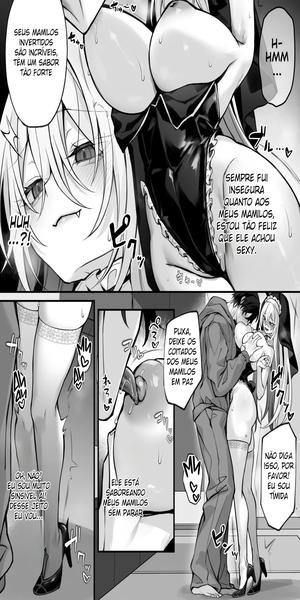 SEUS MAMILOS
INVERTIDOS
SÃO INCRÍVEIS,
TÊM UM SABOR
TÃO FORTE
H-
HMM
...
SEMPRE FUI
INSEGURA
QUANTO AOS
MEUS MAMILOS,
ESTOU TÃO FELIZ
QUE ELE ACHOU
SEXY.
HUH
...?!
PUXA,
DEIXE OS
COITADOS
DOS MEUS
MAMILOS
EM PAZ
NÃO DIGA
ISSO, POR
FAVOR! EU
SOU TÍMIDA
ELE ESTÁ
SABOREANDO
MEUS MAMILOS
SEM PARAR
OH, NÃO!
EU SOU MUITO
SINSIVEL AÍ!
DESSE JEITO
EU VOU...